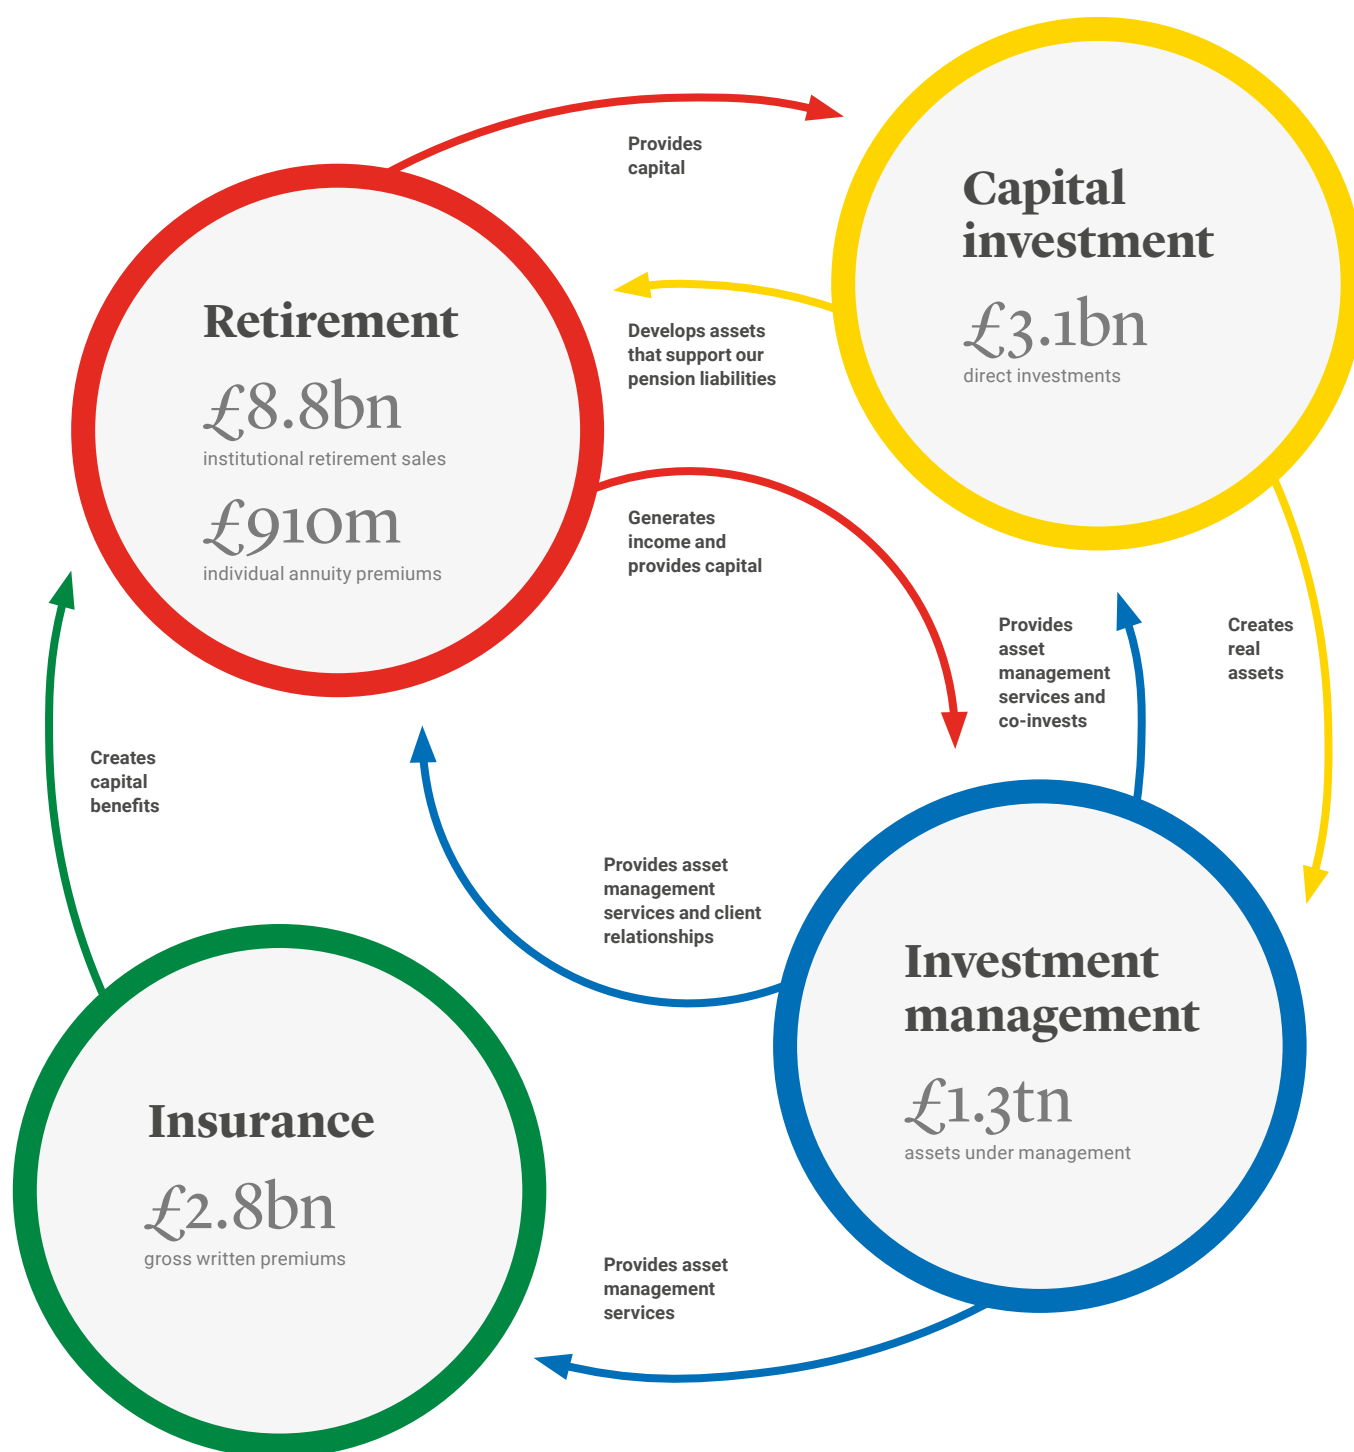 Provides
capital
Capital
investment
£3.1bn
direct investments
Retirement
£8.8bn
institutional retirement sales
£910m
individual annuity premiums
Develops assets
that support our
pension liabilities
Generates
income and
provides capital
Provides
asset
management
services and
co-invests
Creates
real
assets
Creates
capital
benefits
Provides asset
management
services and client
relationships
Investment
management
£1.3tn
assets under management
Insurance
£2.8bn
gross written premiums
Provides asset
management
services